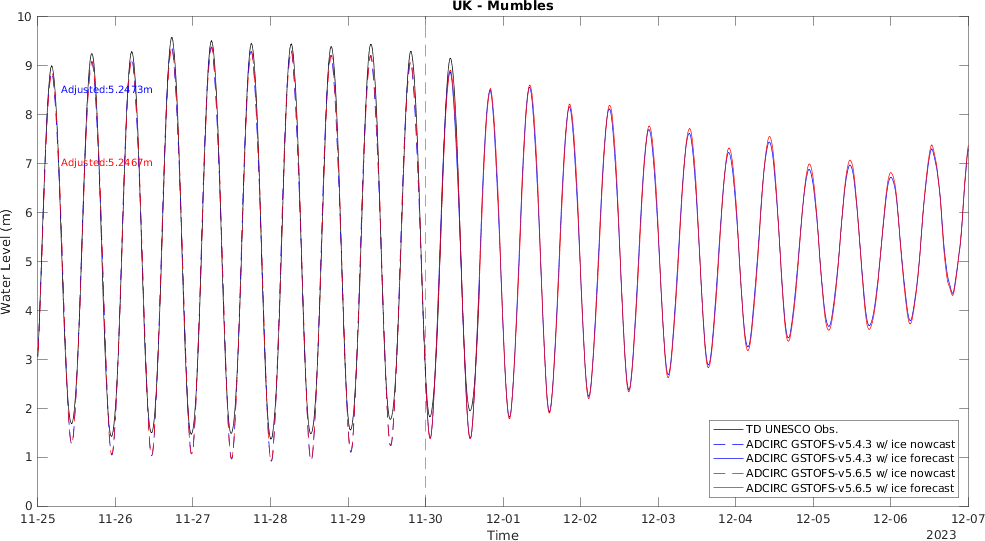 UK - Mumbles
10
9
8
7
6
5
4
3
2
1
0
Water Level (m)
Adjusted:5.2473m
Adjusted:5.2467m
TD UNESCO Obs.
ADCIRC GSTOFS-v5.4.3 w/ ice nowcast
ADCIRC GSTOFS-v5.4.3 w/ ice forecast
ADCIRC GSTOFS-v5.6.5 w/ ice nowcast
ADCIRC GSTOFS-v5.6.5 w/ ice forecast
11-25 11-26 11-27 11-28 11-29 11-30 12-01 12-02 12-03 12-04 12-05 12-06 12-07
Time
2023